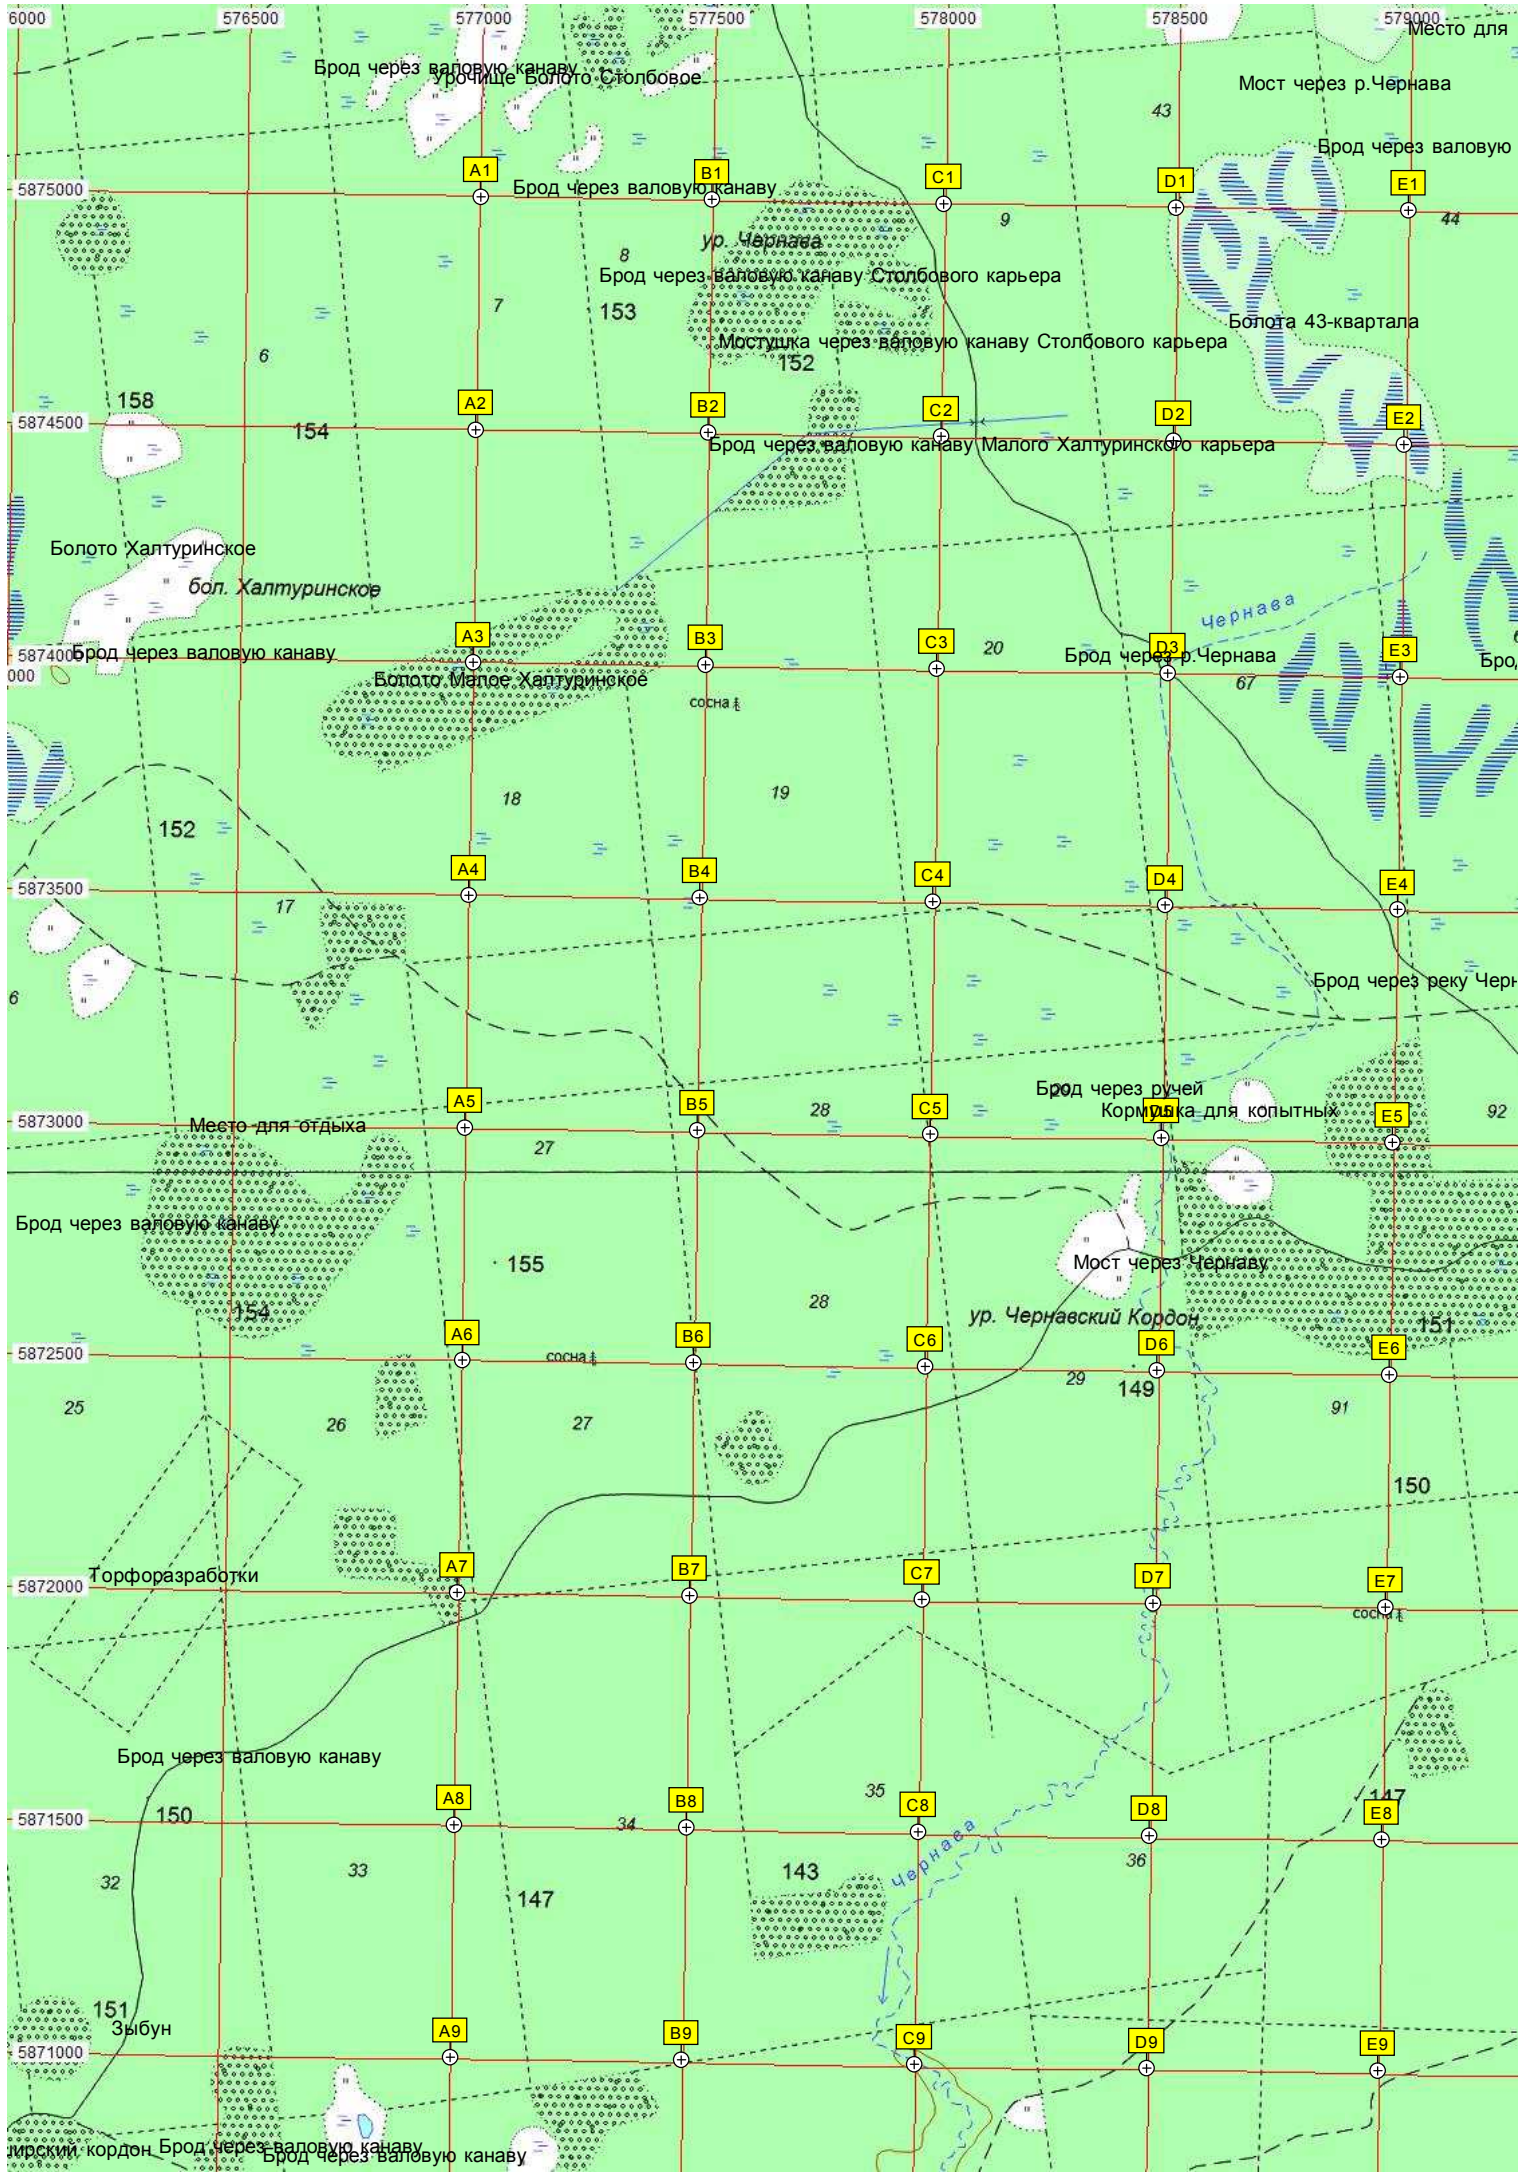 6000 576500 577000 577500 578000 578500 579000
Место для
Брод через валовую канаву
Урочище Болото Столбовое
Мост через р.Чернава
43
Брод через валовую
A1 B1 C1 D1 E1
5875000
Брод через валовую канаву
9
44
ур. Чернава
8
Брод через валовую канаву Столбового карьера
7
153
Болота 43-квартала
Мостушка через валовую канаву Столбового карьера
6
152
158
A2 B2 C2 D2 E2
5874500
154
Брод через валовую канаву Малого Халтуринского карьера
Болото Халтуринское
бол. Халтуринское
Чернава
A3 B3 C3 D3 E3
20
Брод через валовую канаву
5874000
Брод через р.Чернава
Бро
000
Болото Малое Халтуринское
67
сосна
18
19
152
A4 B4 C4 D4 E4
5873500
17
6
Брод через реку Черн
Брод через ручей
A5 B5 C5 D5 E5
28
Кормушка для копытных
92
5873000
Место для отдыха
27
Брод через валовую канаву
155
Мост через Чернаву
28
154
ур. Чернавский Кордон
151
A6 B6 C6 D6 E6
5872500
сосна
29
149
25
26
27
91
150
A7 B7 C7 D7 E7
5872000
Торфоразработки
сосна
Брод через валовую канаву
35
147
A8 B8 C8 D8 E8
5871500
150
34
Чернава
36
32
33
143
147
151
Зыбун
A9 B9 C9 D9 E9
5871000
ирский кордон
Брод через валовую канаву
Брод через валовую канаву